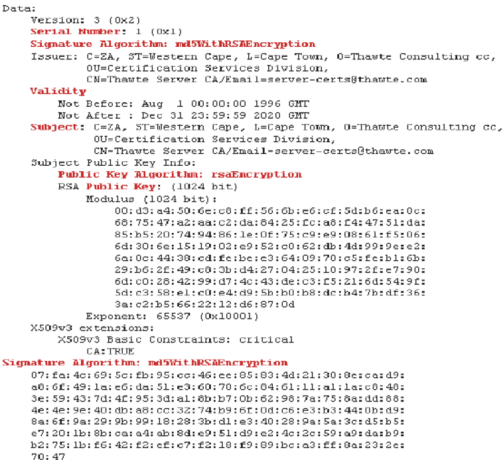 Data:
Version: 3 (0x2)
Serial Number: 1 (0x1)
Signature Algorithm: md5WithRSAEncryption
Issuer: C=ZA, ST=Western Cape, L=Cape Town, O=Thawte Consulting cc,
OU=Certification Services Division,
CN=Thawte Server CA/Email=server-certs@thawte.com
Validity
Not Before: Aug 1 00:00:00 1996 GMT
Not After : Dec 31 23:59:59 2020 GMT
Subject: C=ZA, ST=Western Cape, L=Cape Town, O=Thawte Consulting cc,
OU=Certification Services Division,
CN=Thawte Server CA/Email=server-certs@thawte.com
Subject Public Key Info:
Public Key Algorithm: rsaEncryption
RSA Public Key: (1024 bit)
Modulus (1024 bit):
00:d3:a4:50:6e:c8:ff:56:6b:e6:cf:5d:b6:ea:0c:
68:75:47:a2:aa:c2:da:84:25:fc:a8:f4:47:51:da:
85:b5:20:74:94:86:1e:0f:75:c9:e9:08:61:f5:06:
6d:30:6e:15:19:02:e9:52:c0:62:db:4d:99:9e:e2:
6a:0c:44:38:cd:fe:be:e3:64:09:70:c5:fe:b1:6b:
29:b6:2f:49:c8:3b:d4:27:04:25:10:97:2f:e7:90:
6d:c0:28:42:99:d7:4c:43:de:c3:f5:21:6d:54:9f:
5d:c3:58:e1:c0:e4:d9:5b:b0:b8:dc:b4:7b:df:36:
3a:c2:b5:66:22:12:d6:87:0d
Exponent: 65537 (0x10001)
X509v3 extensions:
X509v3 Basic Constraints: critical
CA:TRUE
Signature Algorithm: md5WithRSAEncryption
07:fa:4c:69:5c:fb:95:cc:46:ee:85:83:4d:21:30:8e:ca:d9:
a8:6f:49:1a:e6:da:51:e3:60:70:6c:84:61:11:a1:1a:c8:48:
3e:59:43:7d:4f:95:3d:a1:8b:b7:0b:62:98:7a:75:8a:dd:88:
4e:4e:9e:40:db:a8:cc:32:74:b9:6f:0d:c6:e3:b3:44:0b:d9:
8a:6f:9a:29:9b:99:18:28:3b:d1:e3:40:28:9a:5a:3c:d5:b5:
e7:20:1b:8b:ca:a4:ab:8d:e9:51:d9:e2:4c:2c:59:a9:da:b9:
b2:75:1b:f6:42:f2:ef:c7:f2:18:f9:89:bc:a3:ff:8a:23:2e:
70:47